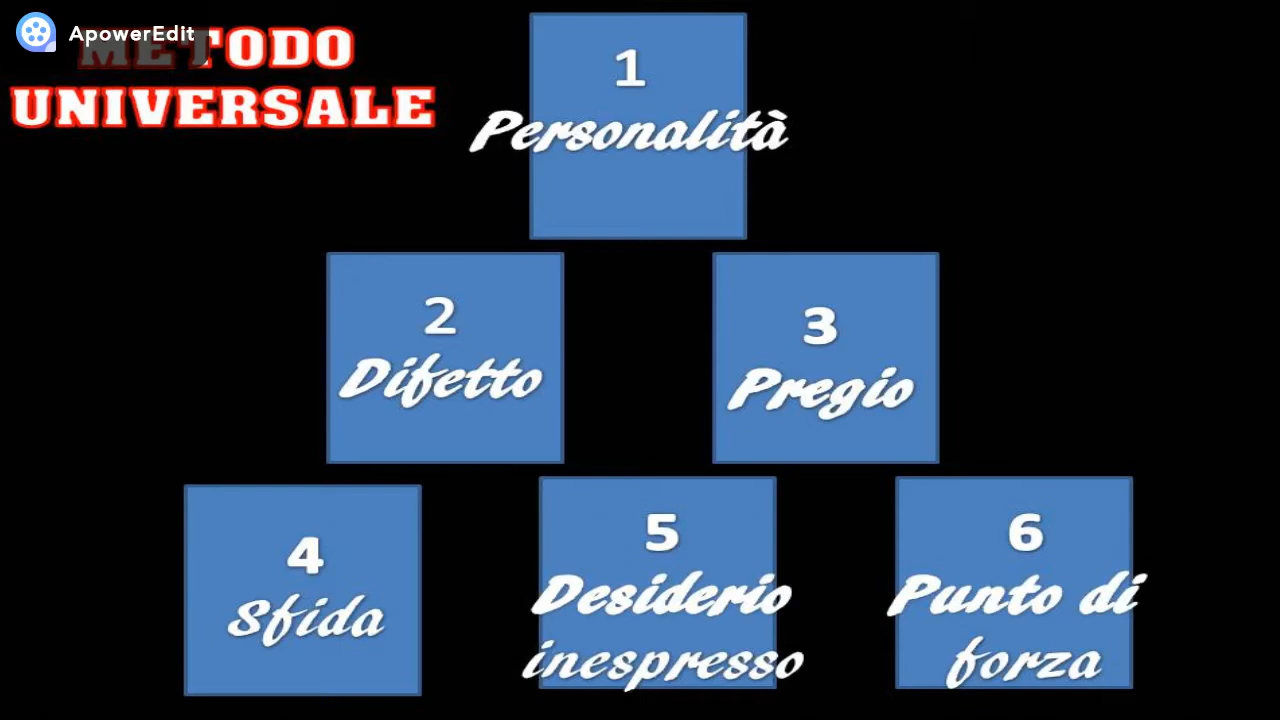 ApowerEdit
METODO
UNIVERSALE
1
Personalità
2
Difetto
3
Pregio
4
Sfida
5
Desiderio
inespresso
6
Punto di
forza